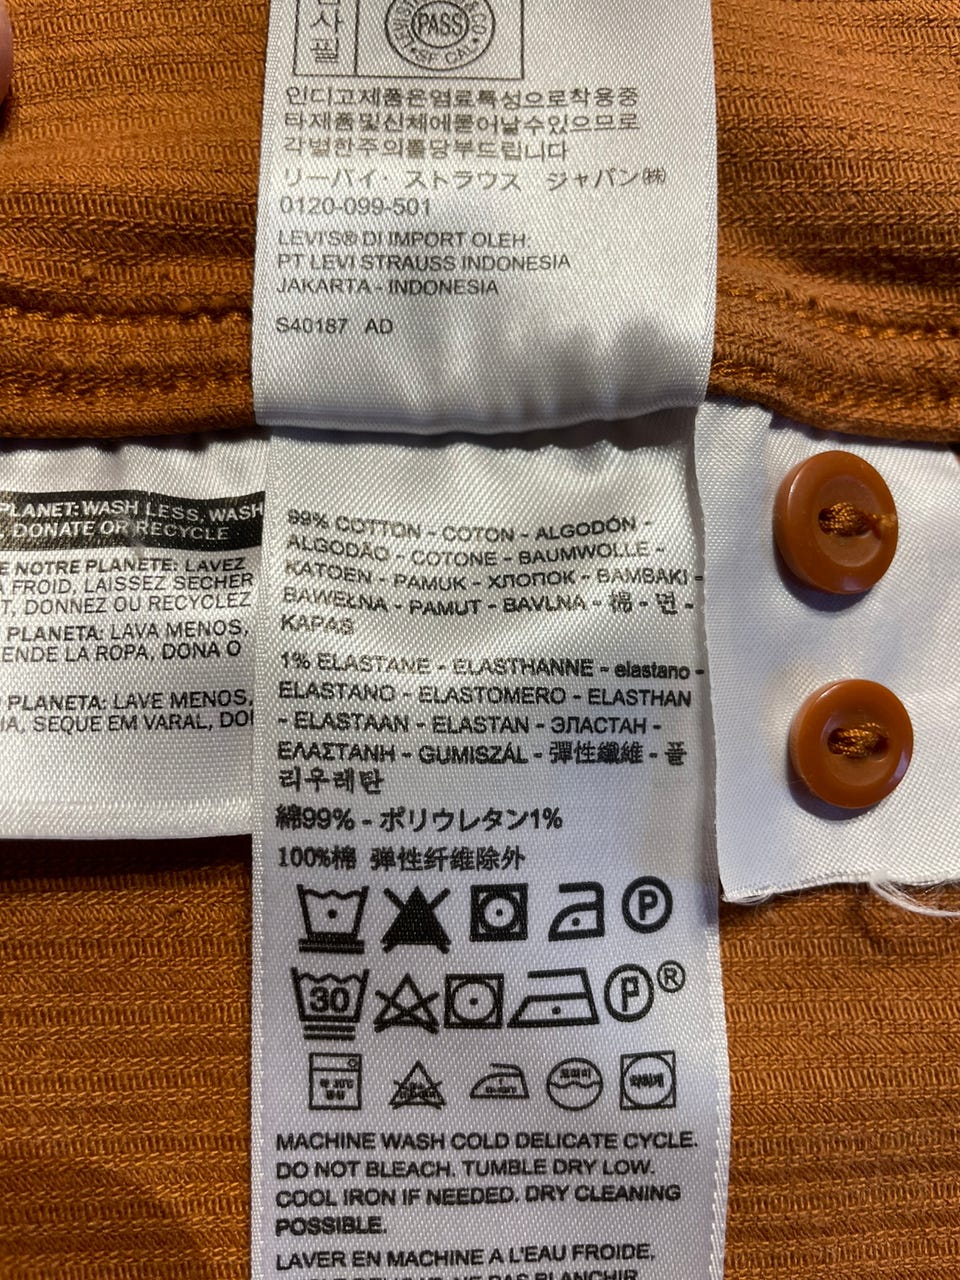 사
필
PASS
인디고제품은염료특성으로착용중
타제품및신체에묻어날수있으므로
각별한주의를당부드립니다
リーバイ・ストラウス ジャパン㈱
0120-099-501
LEVI'S® DI IMPORT OLEH:
PT LEVI STRAUSS INDONESIA
JAKARTA - INDONESIA
S40187 AD
PLANET: WASH LESS, WASH
DONATE OR RECYCLE
E NOTRE PLANETE: LAVEZ
A FROID, LAISSEZ SECHER
T, DONNEZ OU RECYCLEZ
PLANETA: LAVA MENOS,
ENDE LA ROPA, DONA O
PLANETA: LAVE MENOS,
IA, SEQUE EM VARAL, DOI
99% COTTON - COTON - ALGODÓN -
ALGODÃO - COTONE - BAUMWOLLE -
KATOEN - PAMUK - ХЛОПОК - ΒΑΜΒΑΚΙ -
BAWEŁNA - PAMUT - BAVLNA - 棉 - 면 -
KAPAS
1% ELASTANE - ELASTHANNE - elastano -
ELASTANO - ELASTOMERO - ELASTHAN
- ELASTAAN - ELASTAN - ЭЛАСТАН -
ΕΛΑΣΤΑΝΗ - GUMISZÁL - 彈性纖維 - 폴
리우레탄
綿99% - ポリウレタン1%
100%棉 弹性纤维除外
P
30 P ®
MACHINE WASH COLD DELICATE CYCLE.
DO NOT BLEACH. TUMBLE DRY LOW.
COOL IRON IF NEEDED. DRY CLEANING
POSSIBLE.
LAVER EN MACHINE A L'EAU FROIDE,
NE PAS BLANCHIR